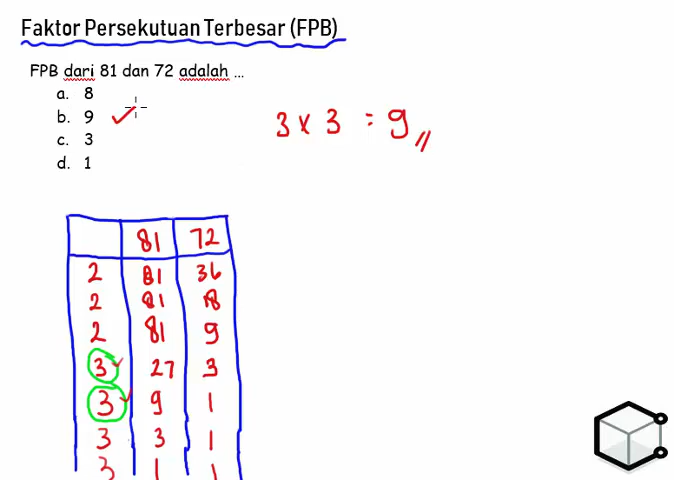 Faktor Persekutuan Terbesar (FPB)
FPB dari 81 dan 72 adalah ...
a. 8
b. 9
c. 3
d. 1
3 x 3 = 9
81 72
2 81 36
2 81 18
2 81 9
3 27 3
3 9 1
3 3 1
3 1 1